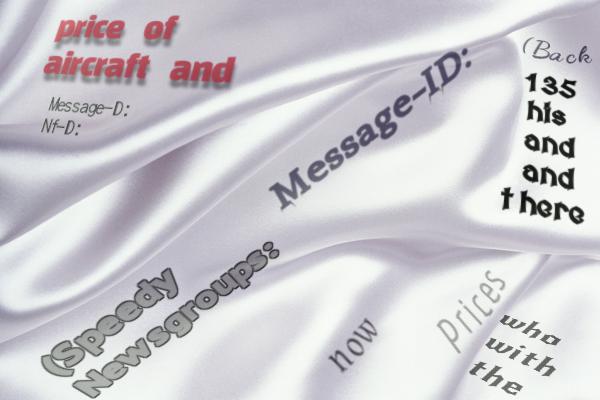 price of
aircraft and
Message-D:
Nf-D:
Message-ID:
(Back
135
his
and
and
there
(Speedy
Newsgroups:
now
Prices
who
with
the